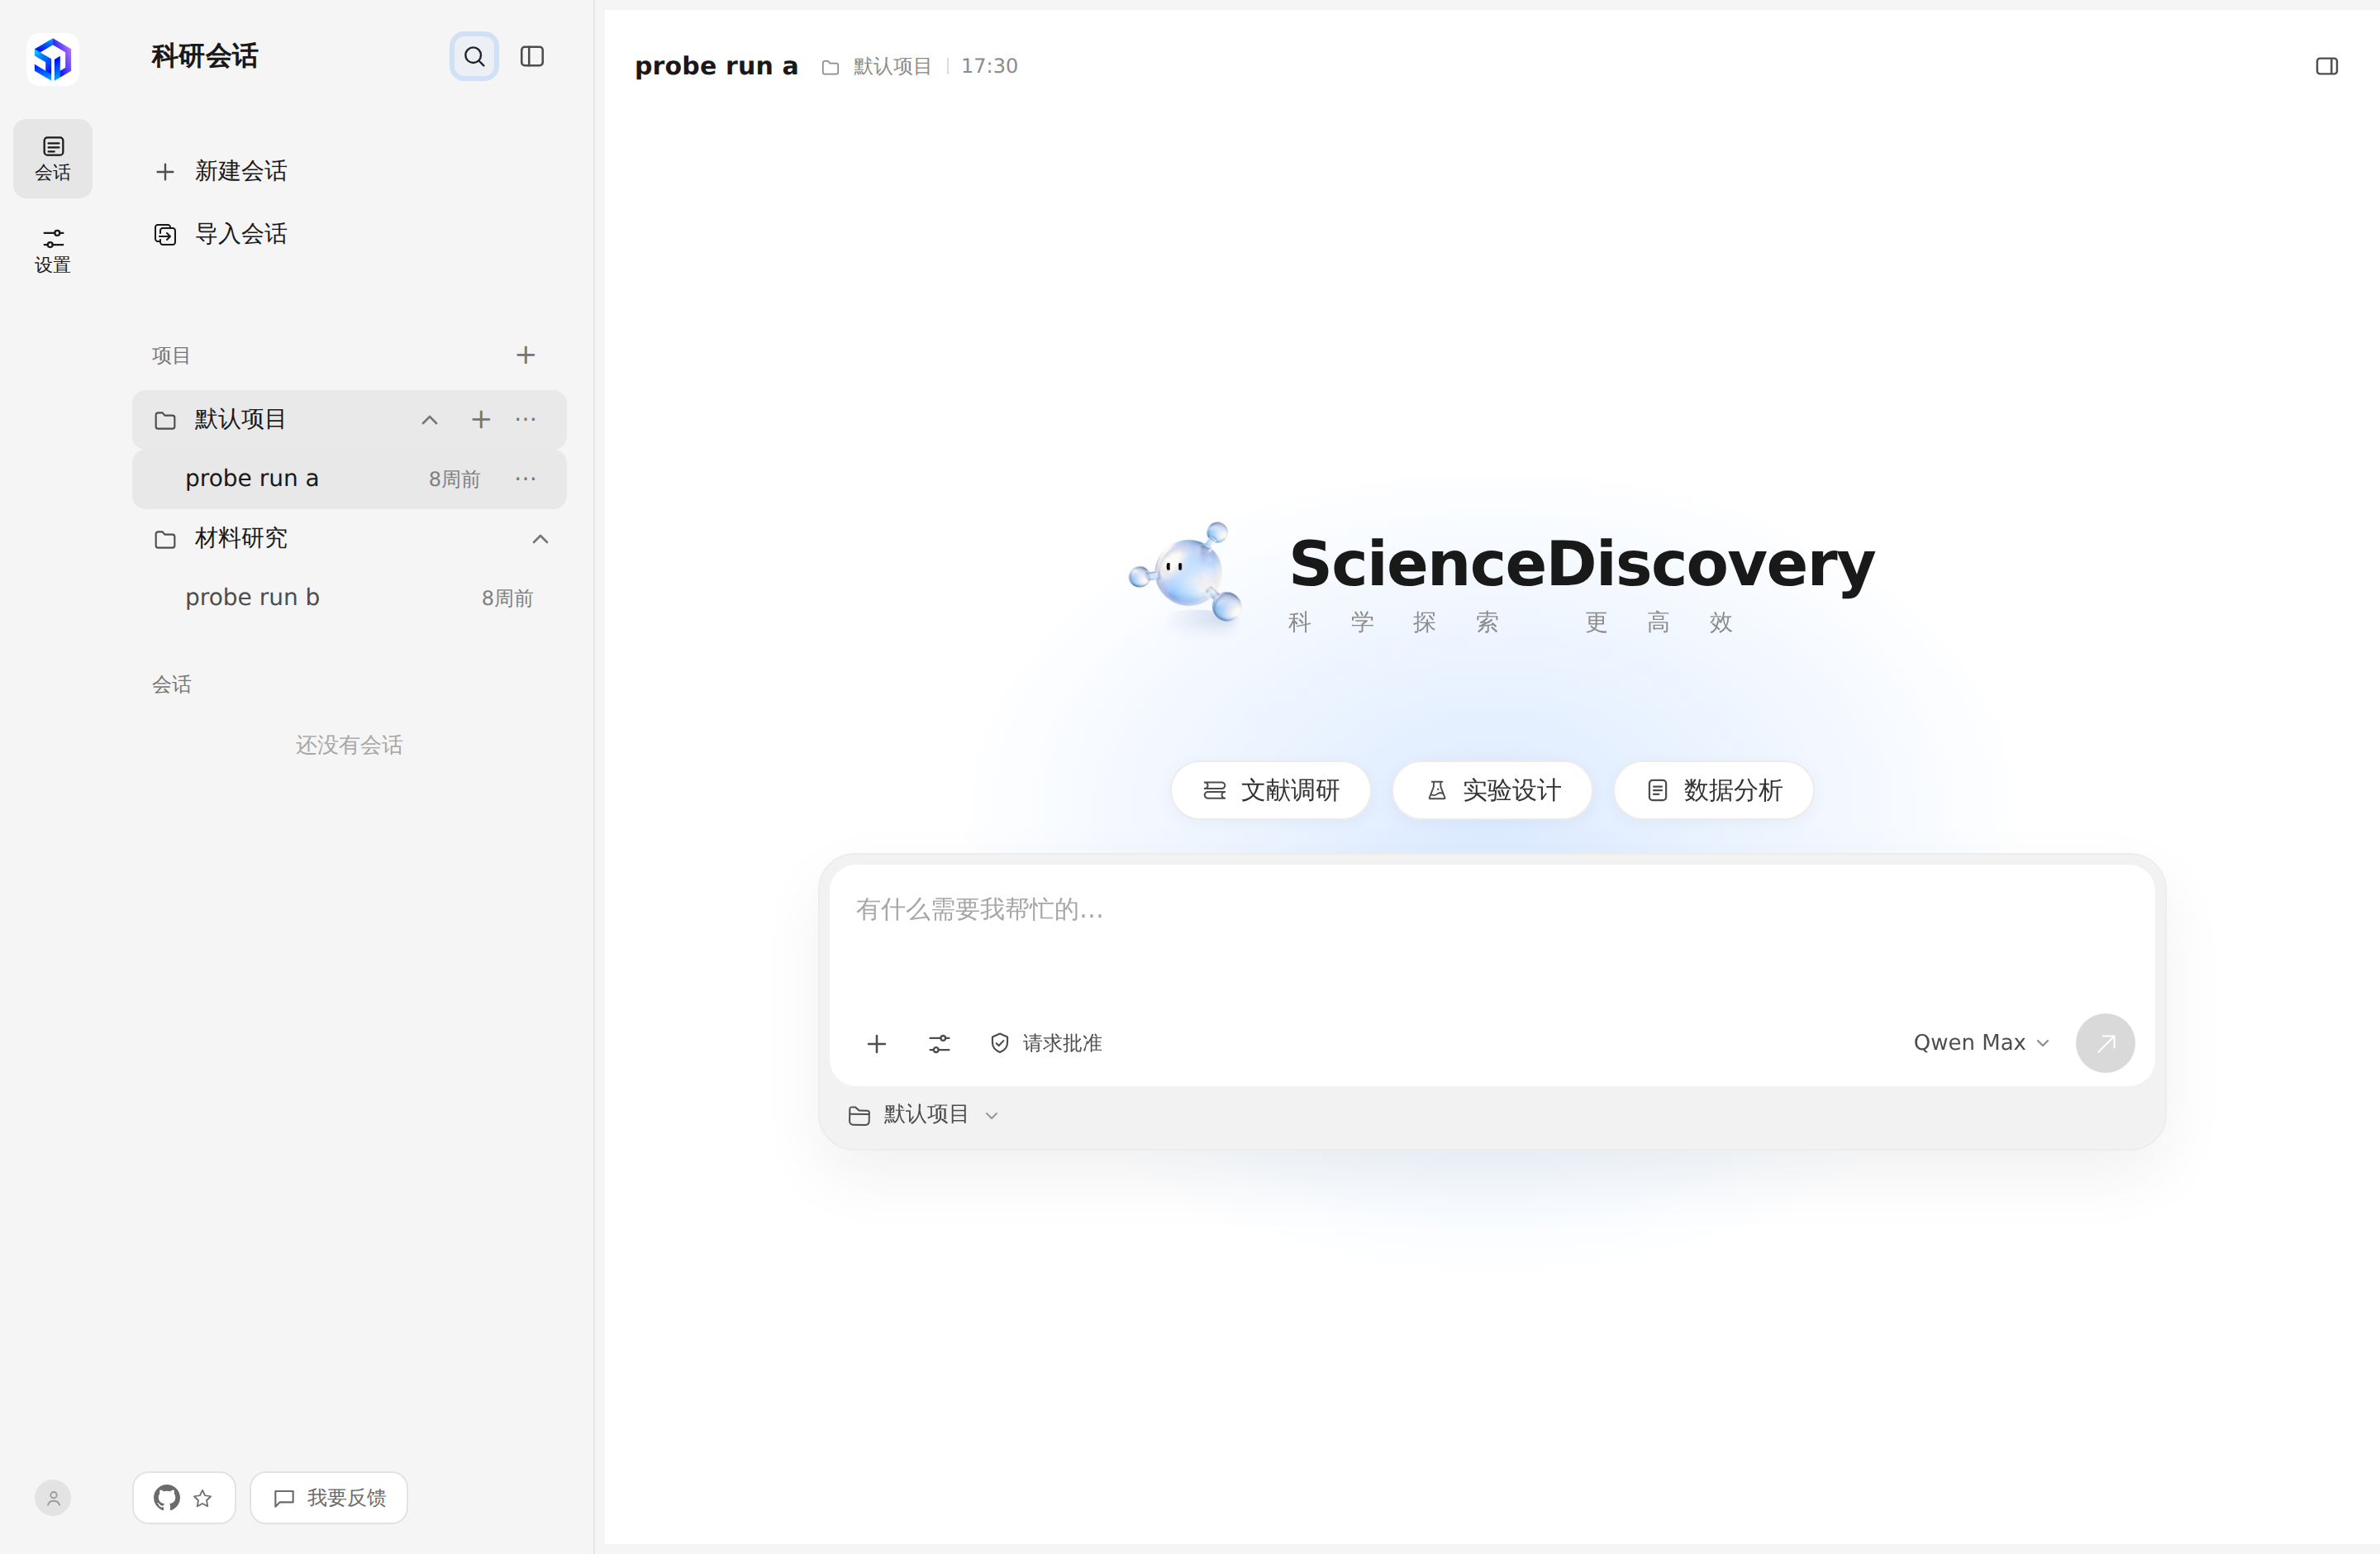 科研会话
会话
设置
新建会话
导入会话
项目
默认项目
probe run a 8周前
材料研究
probe run b 8周前
会话
还没有会话
我要反馈
probe run a 默认项目 17:30
ScienceDiscovery
科学探索 更高效
文献调研 实验设计 数据分析
有什么需要我帮忙的...
请求批准 Qwen Max
默认项目